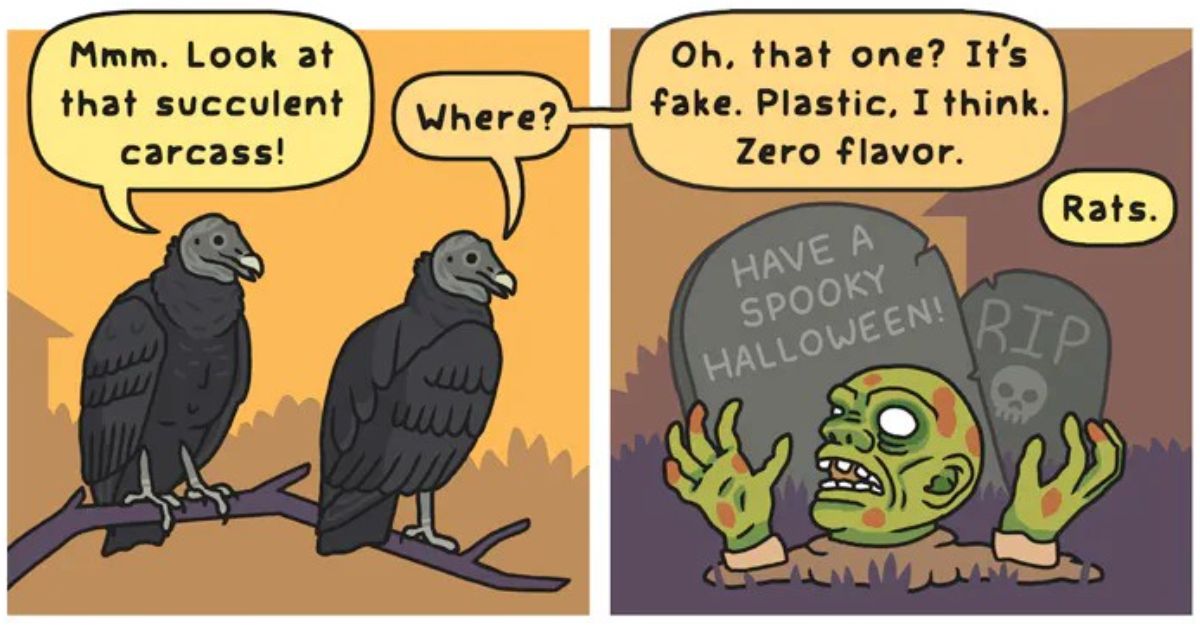 Mmm. Look at
that succulent
carcass!
Where?
Oh, that one? It's
fake. Plastic, I think.
Zero flavor.
Rats.
HAVE A
SPOOKY
HALLOWEEN!
RIP